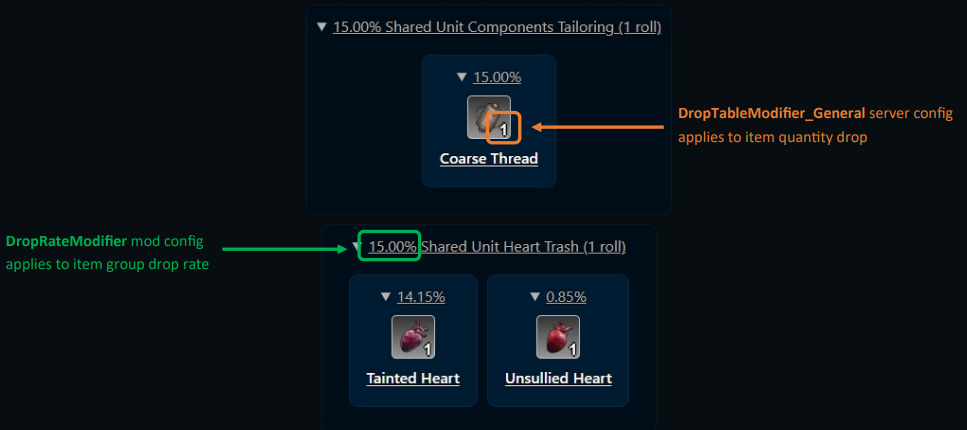 ▼ 15.00% Shared Unit Components Tailoring (1 roll)
▼ 15.00%
1
Coarse Thread
DropTableModifier_General server config
applies to item quantity drop
DropRateModifier mod config
applies to item group drop rate
▼ 15.00% Shared Unit Heart Trash (1 roll)
▼ 14.15%
1
Tainted Heart
▼ 0.85%
1
Unsullied Heart